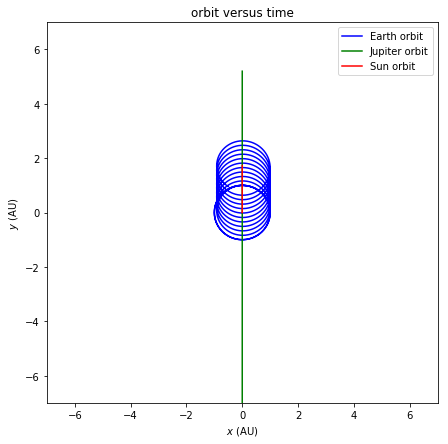 orbit versus time
Earth orbit
Jupiter orbit
Sun orbit
y (AU)
6
4
2
0
−2
−4
−6
−6 −4 −2 0 2 4 6
x (AU)